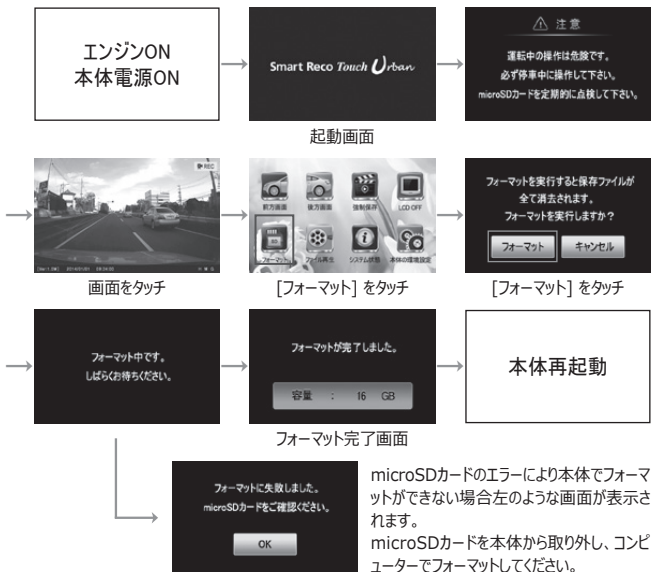 エンジンON
本体電源ON
Smart Reco Touch Urban
起動画面
注意
運転中の操作は危険です。
必ず停車中に操作して下さい。
microSDカードを定期的に点検して下さい。
REC
画面をタッチ
前方画面
後方画面
強制保存
LCD OFF
フォーマット
ファイル再生
システム状態
本体の環境設定
[フォーマット] をタッチ
フォーマットを実行すると保存ファイルが
全て消去されます。
フォーマットを実行しますか？
フォーマット
キャンセル
[フォーマット] をタッチ
フォーマット中です。
しばらくお待ちください。
フォーマットが完了しました。
容量 : 16 GB
フォーマット完了画面
本体再起動
フォーマットに失敗しました。
microSDカードをご確認ください。
OK
microSDカードのエラーにより本体でフォーマ
ットができない場合左のような画面が表示さ
れます。
microSDカードを本体から取り外し、コンピ
ューターでフォーマットしてください。